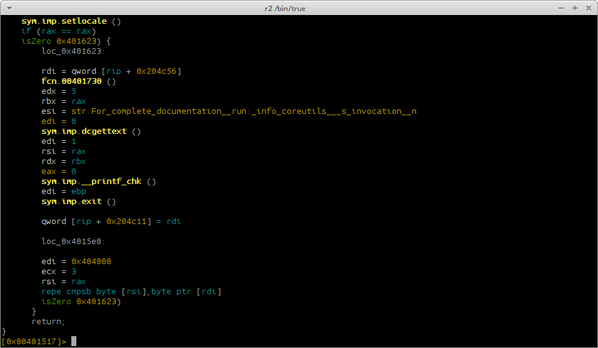 r2 /bin/true
sym.imp.setlocale ()
if (rax == rax)
isZero 0x401623) {
loc_0x401623:
rdi = qword [rip + 0x204c56]
fcn.00401730 ()
edx = 5
rbx = rax
esi = str.For_complete_documentation__run:_info_coreutils___s_invocation__n
edi = 0
sym.imp.dcgettext ()
edi = 1
rsi = rax
rdx = rbx
eax = 0
sym.imp.__printf_chk ()
edi = ebp
sym.imp.exit ()
qword [rip + 0x204c11] = rdi
loc_0x4015e0:
edi = 0x404000
ecx = 3
rsi = rax
repe cmpsb byte [rsi],byte ptr [rdi]
isZero 0x401623)
}
return;
}
[0x00401517]>